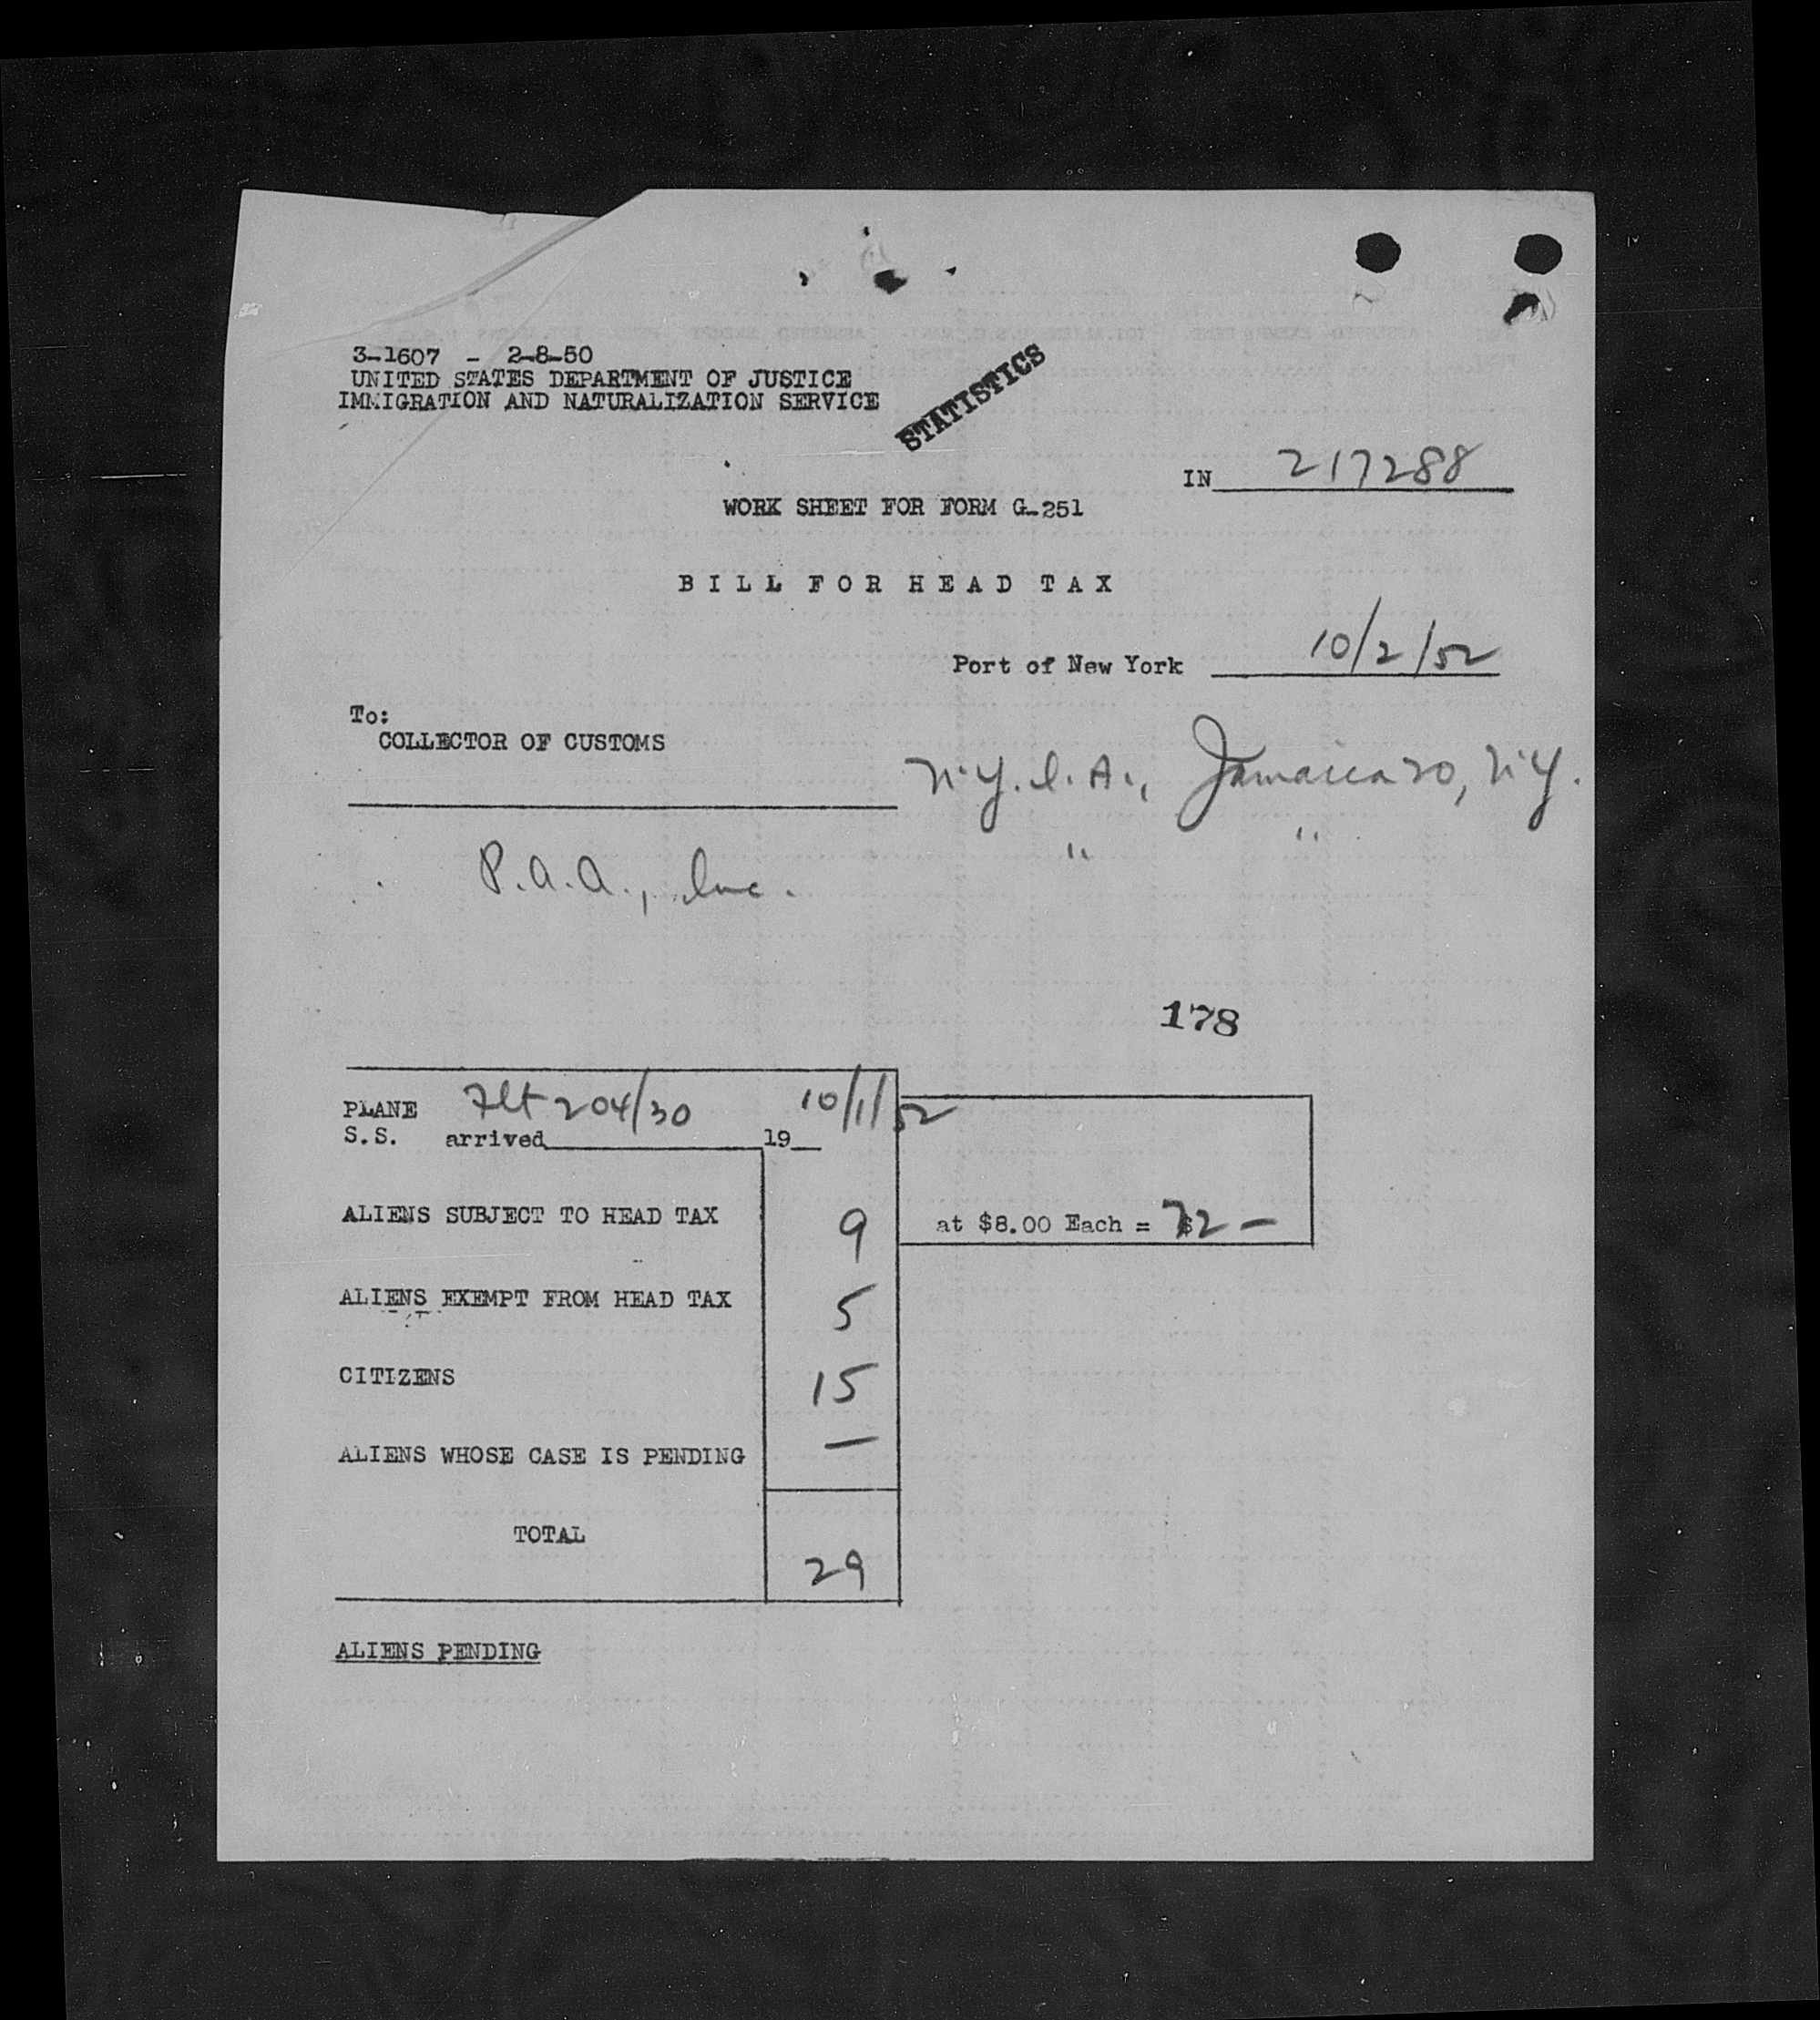 3-1607 - 2-8-50
UNITED STATES DEPARTMENT OF JUSTICE
IMMIGRATION AND NATURALIZATION SERVICE
STATISTICS
IN 217288
WORK SHEET FOR FORM G-251
BILL FOR HEAD TAX
Port of New York 10/2/52
To:
COLLECTOR OF CUSTOMS
N.Y.I.A., Jamaica 30, N.Y.
P.A.A., Inc. " "
178
PLANE Flt 204/30 10/1/52
S.S. arrived 19
ALIENS SUBJECT TO HEAD TAX 9 at $8.00 Each = $72 —
ALIENS EXEMPT FROM HEAD TAX 5
CITIZENS 15
ALIENS WHOSE CASE IS PENDING —
TOTAL 29
ALIENS PENDING